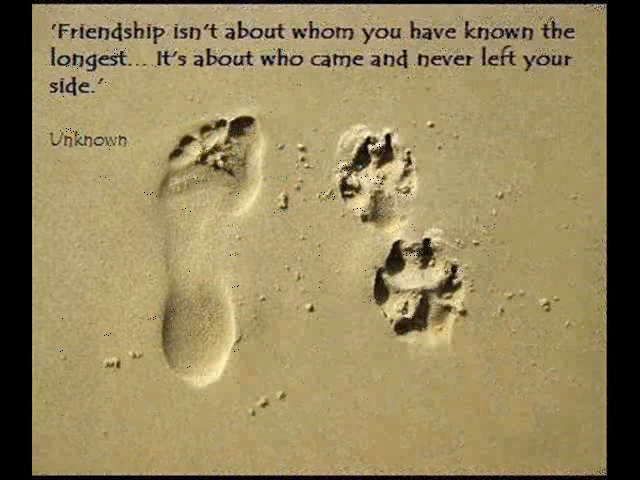 'Friendship isn't about whom you have known the
longest... It's about who came and never left your
side.'
Unknown